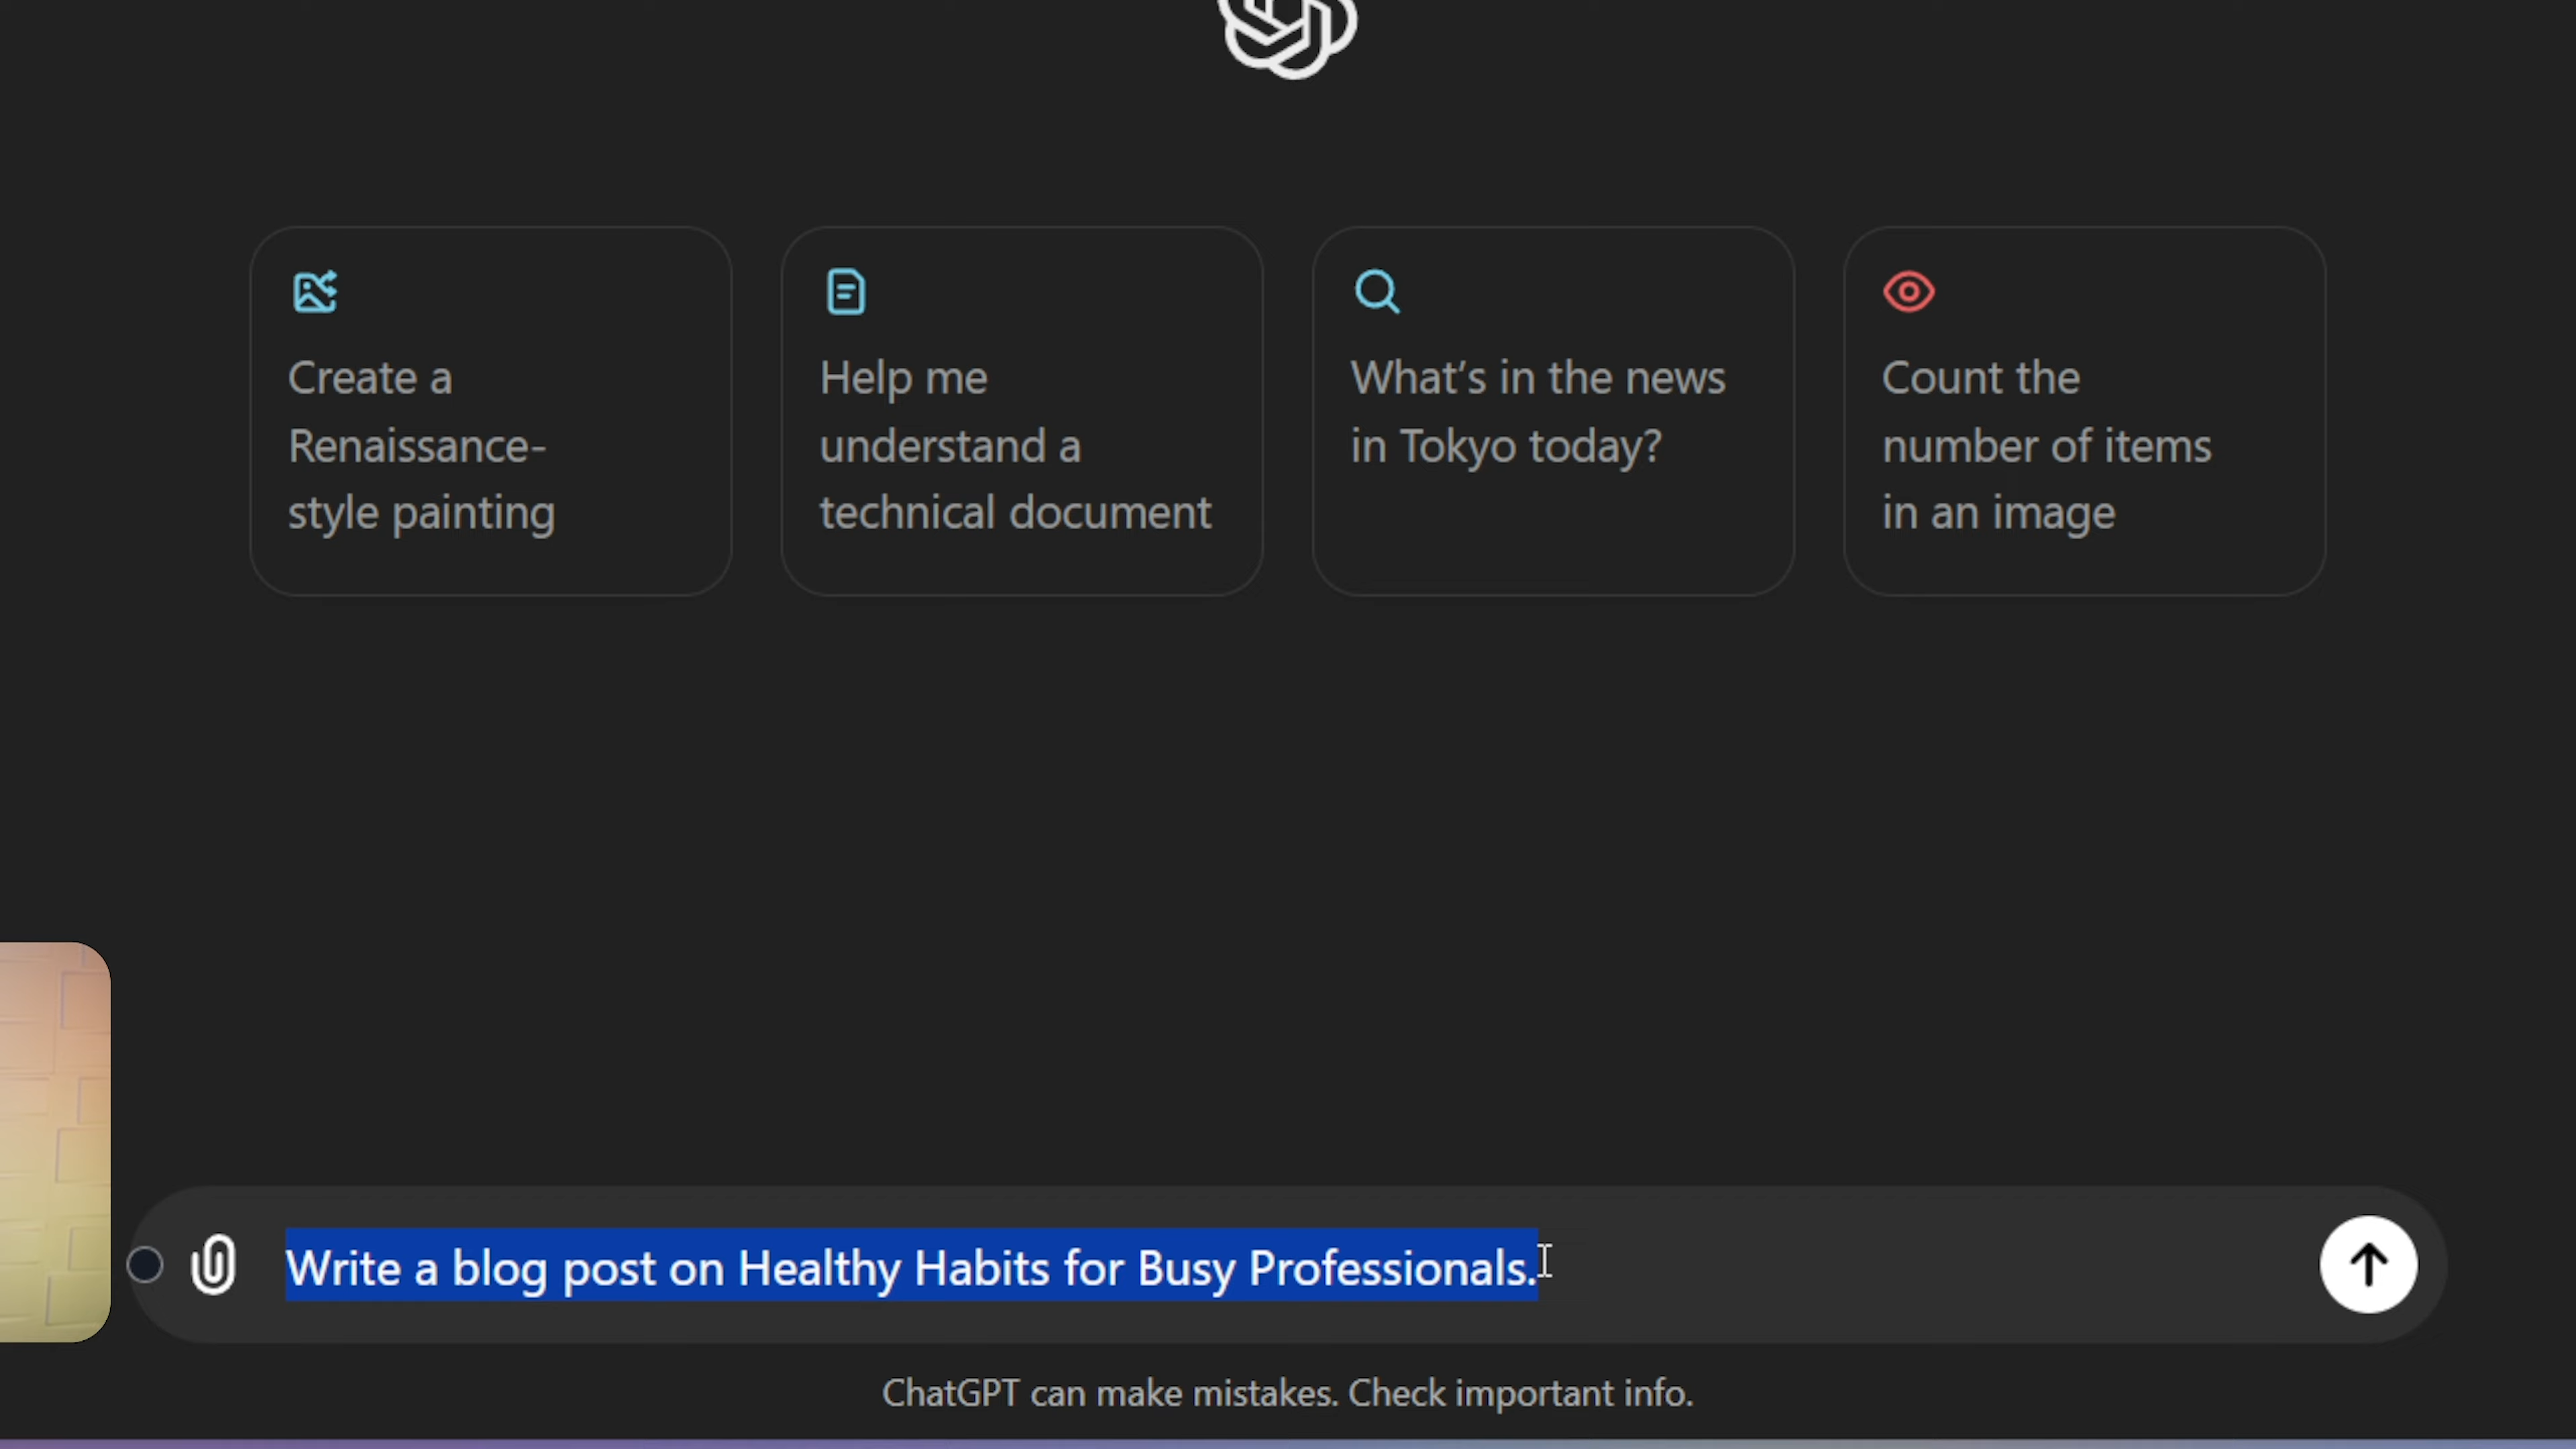 Create a
Renaissance-
style painting
Help me
understand a
technical document
What's in the news
in Tokyo today?
Count the
number of items
in an image
Write a blog post on Healthy Habits for Busy Professionals.
ChatGPT can make mistakes. Check important info.